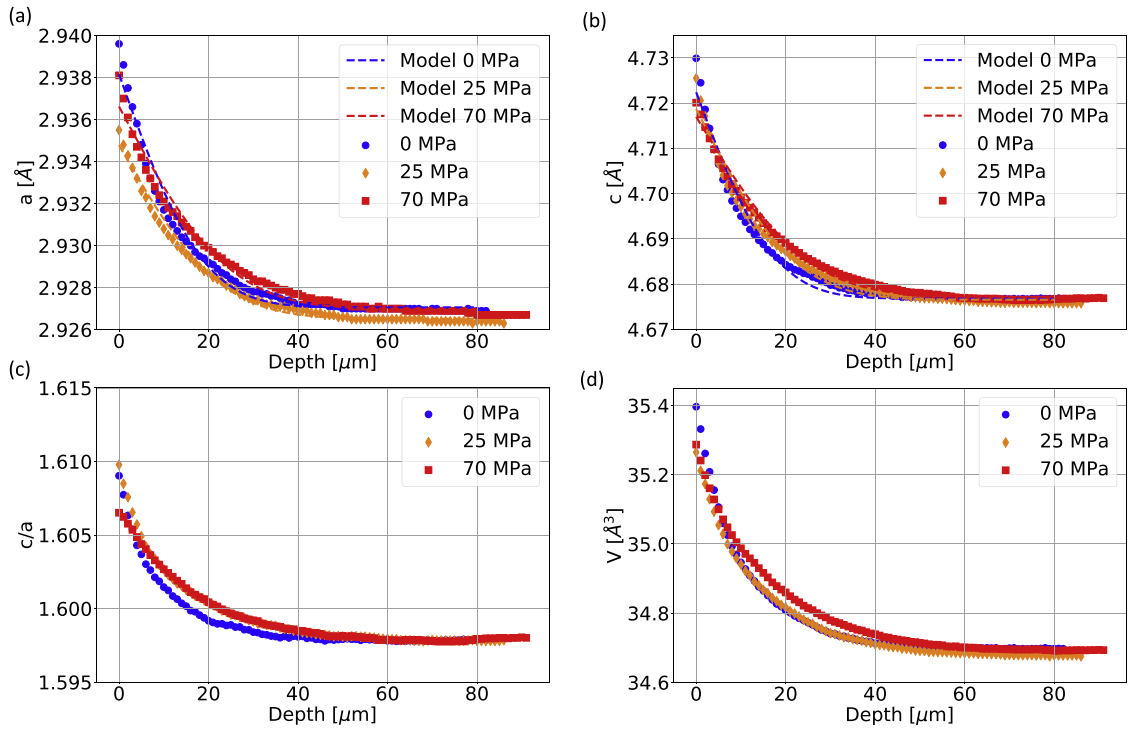 (a)
2.940
2.938
2.936
2.934
2.932
2.930
2.928
2.926
a [Å]
Model 0 MPa
Model 25 MPa
Model 70 MPa
0 MPa
25 MPa
70 MPa
0 20 40 60 80
Depth [μm]
(b)
4.73
4.72
4.71
4.70
4.69
4.68
4.67
c [Å]
Model 0 MPa
Model 25 MPa
Model 70 MPa
0 MPa
25 MPa
70 MPa
0 20 40 60 80
Depth [μm]
(c)
1.615
1.610
1.605
1.600
1.595
c/a
0 MPa
25 MPa
70 MPa
0 20 40 60 80
Depth [μm]
(d)
35.4
35.2
35.0
34.8
34.6
V [Å³]
0 MPa
25 MPa
70 MPa
0 20 40 60 80
Depth [μm]